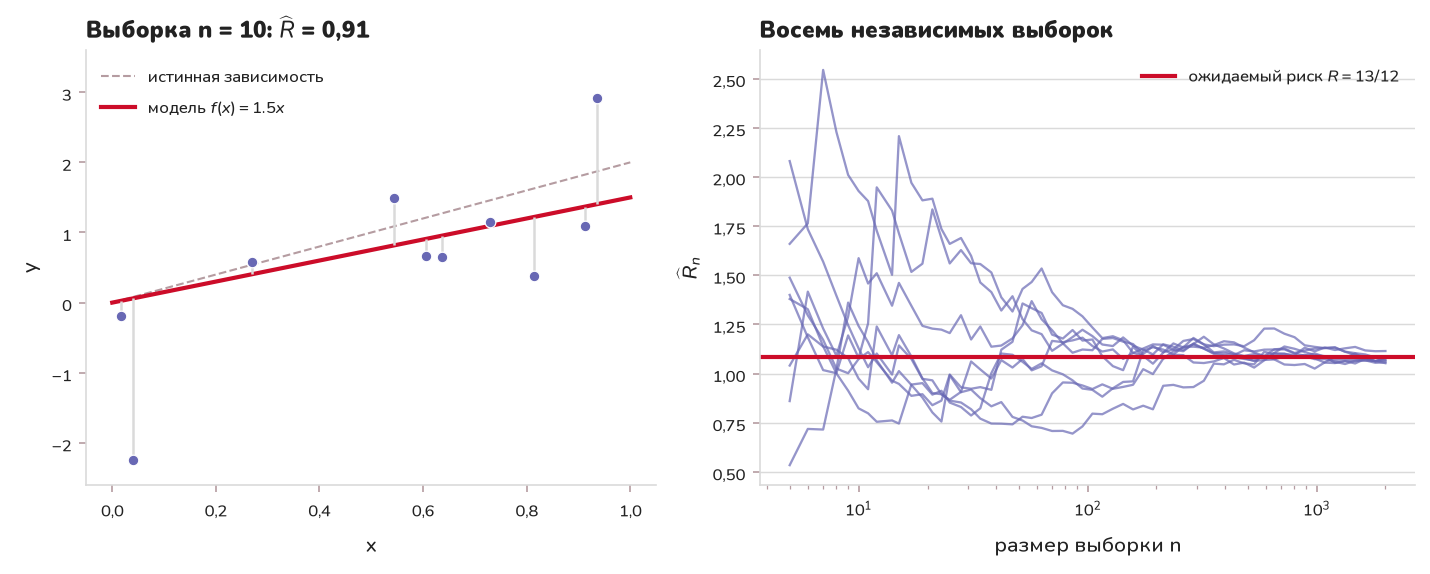 Выборка n = 10: R̂ = 0,91
истинная зависимость
модель f(x) = 1.5x
3
2
1
0
−1
−2
y
0,0 0,2 0,4 0,6 0,8 1,0
x
Восемь независимых выборок
ожидаемый риск R = 13/12
2,50
2,25
2,00
1,75
1,50
1,25
1,00
0,75
0,50
R̂ₙ
10¹ 10² 10³
размер выборки n